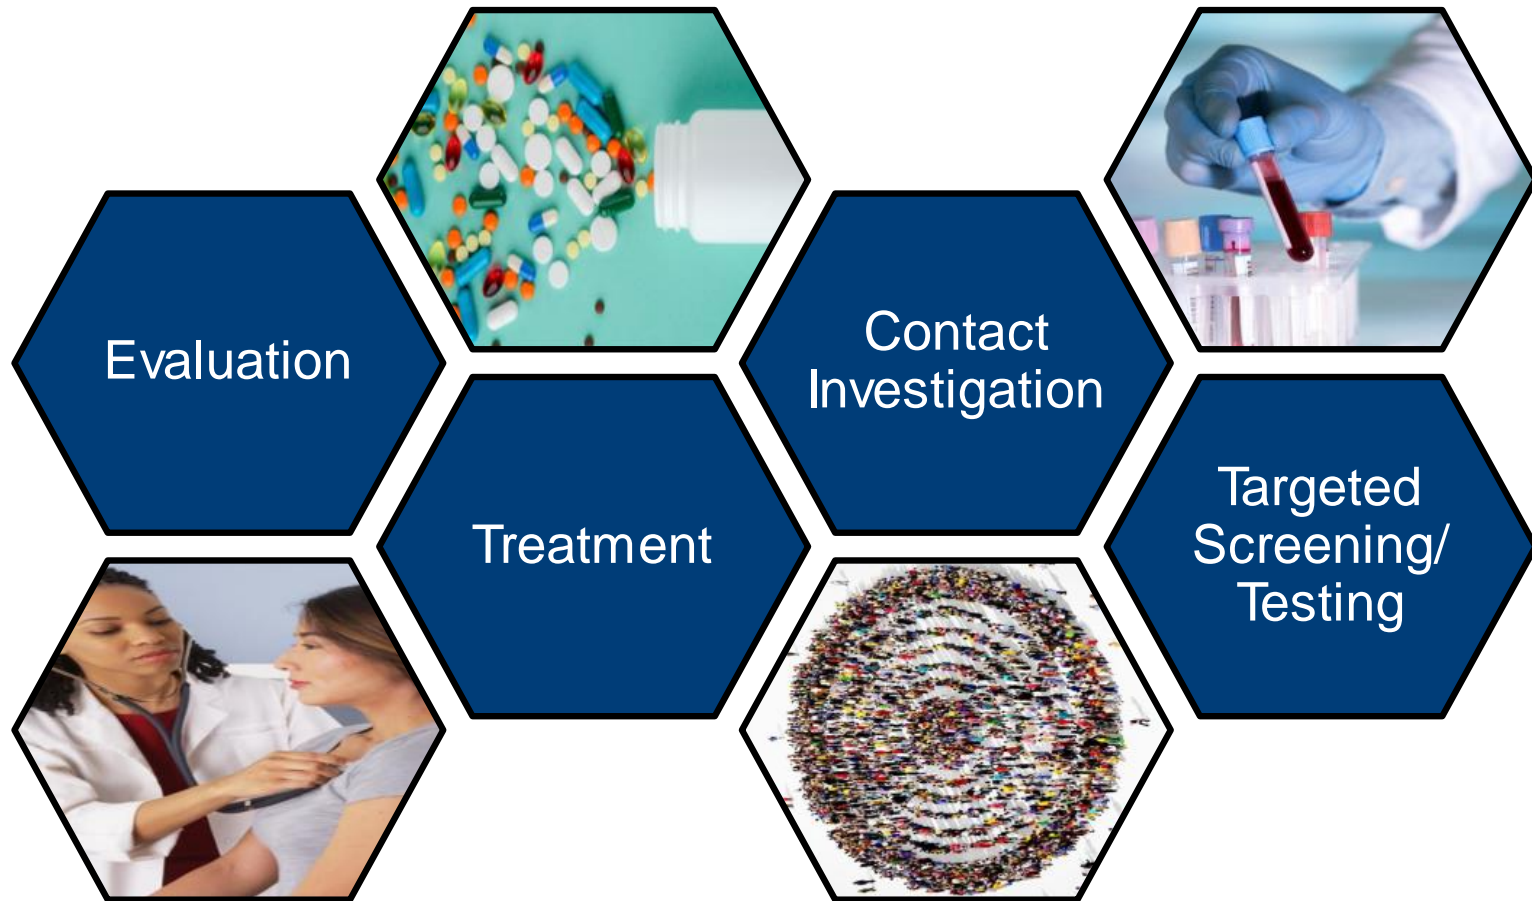 Evaluation
Treatment
Contact
Investigation
Targeted
Screening/
Testing